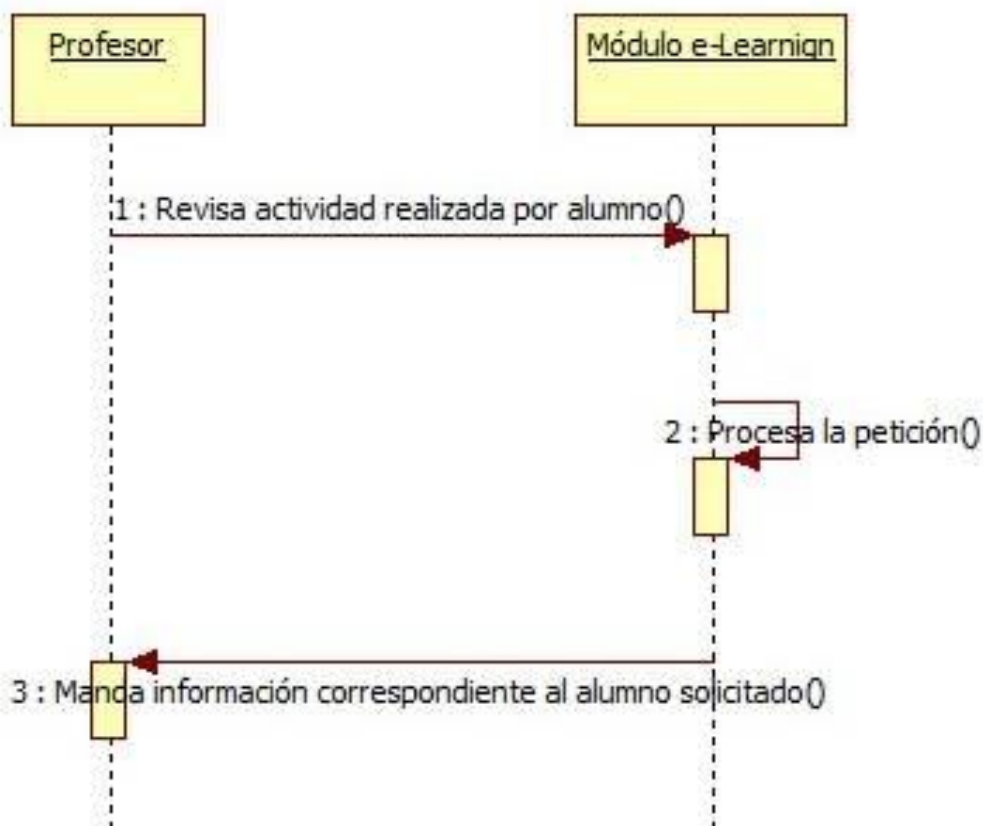 Profesor
Módulo e-Learnign
1 : Revisa actividad realizada por alumno()
2 : Procesa la petición()
3 : Manda información correspondiente al alumno solicitado()